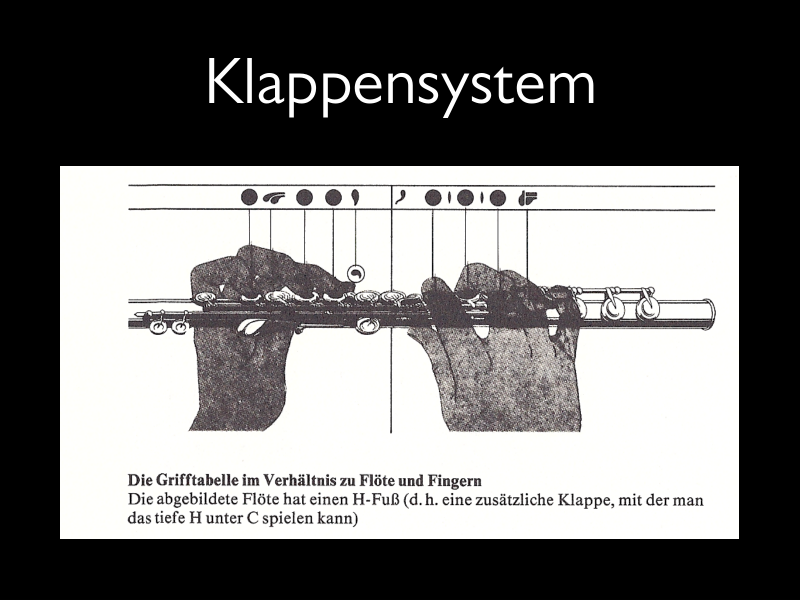 Klappensystem
Die Grifftabelle im Verhältnis zu Flöte und Fingern
Die abgebildete Flöte hat einen H-Fuß (d. h. eine zusätzliche Klappe, mit der man
das tiefe H unter C spielen kann)